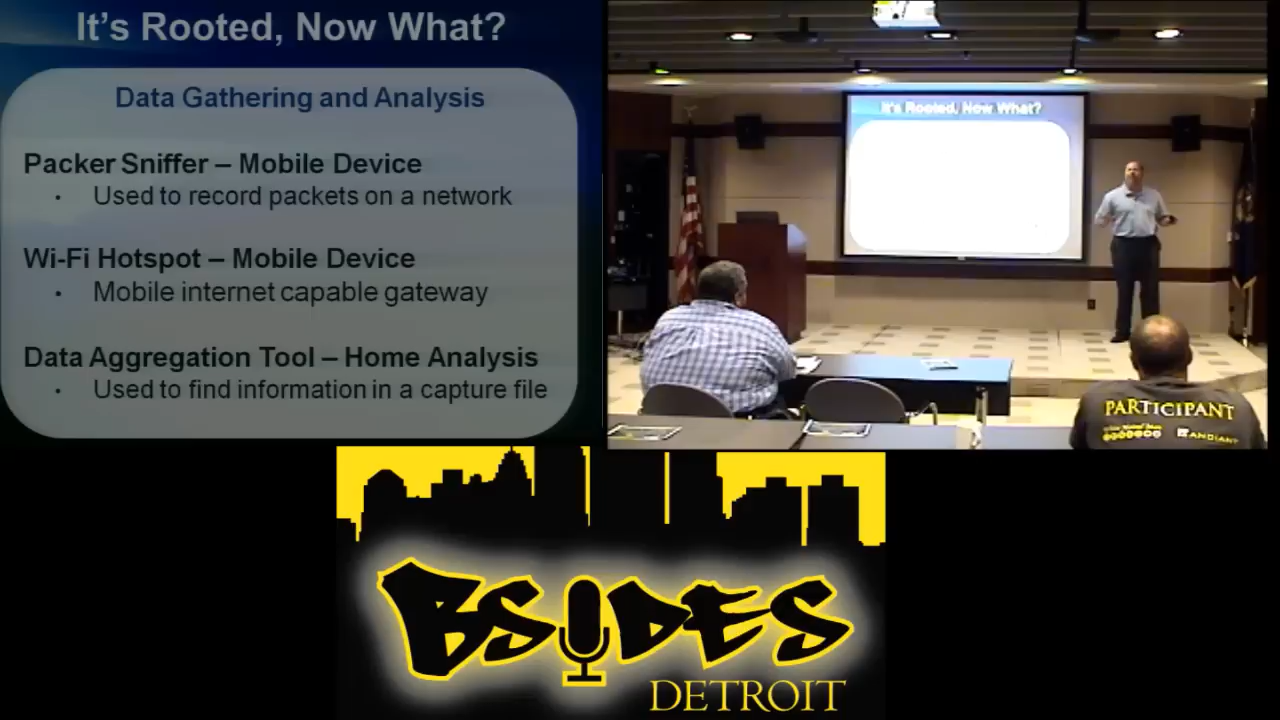 It's Rooted, Now What?
Data Gathering and Analysis
Packer Sniffer – Mobile Device
· Used to record packets on a network
Wi-Fi Hotspot – Mobile Device
· Mobile internet capable gateway
Data Aggregation Tool – Home Analysis
· Used to find information in a capture file
It's Rooted, Now What?
PARTICIPANT
BSIDES
DETROIT